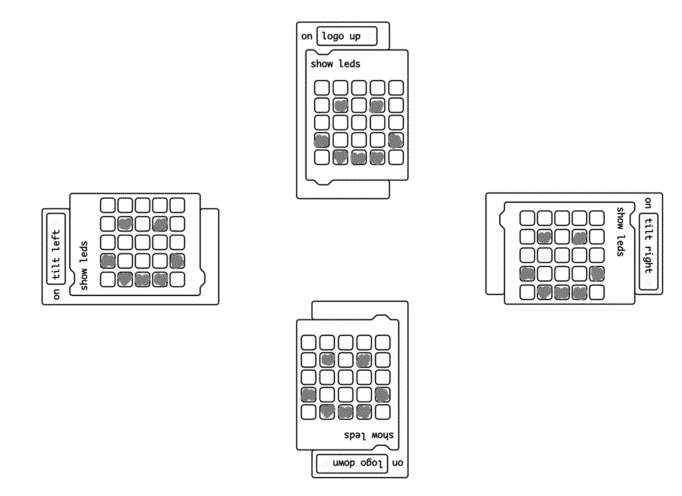 on logo up
show leds
on tilt left
show leds
on tilt right
show leds
show leds
on logo down